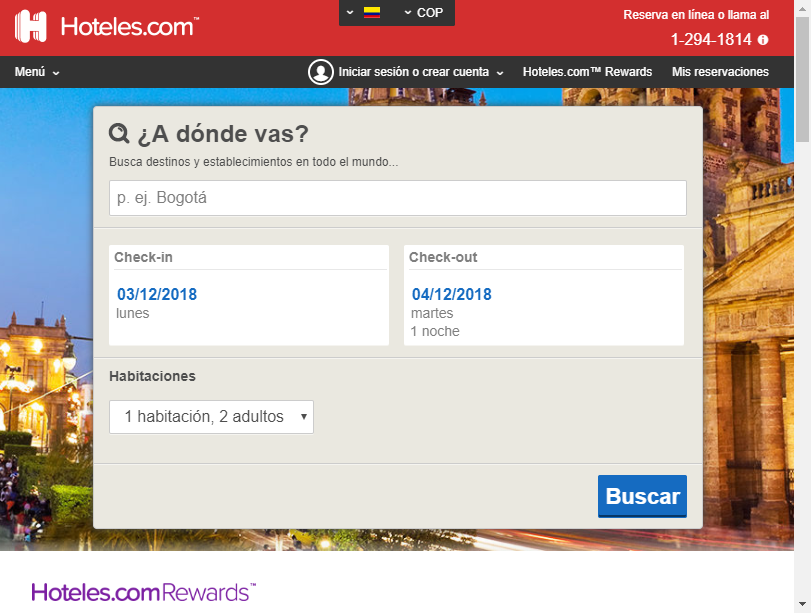 Hoteles.com™
COP
Reserva en línea o llama al
1-294-1814
Menú
Iniciar sesión o crear cuenta
Hoteles.com™ Rewards
Mis reservaciones
¿A dónde vas?
Busca destinos y establecimientos en todo el mundo...
p. ej. Bogotá
Check-in
03/12/2018
lunes
Check-out
04/12/2018
martes
1 noche
Habitaciones
1 habitación, 2 adultos
Buscar
Hoteles.com Rewards™